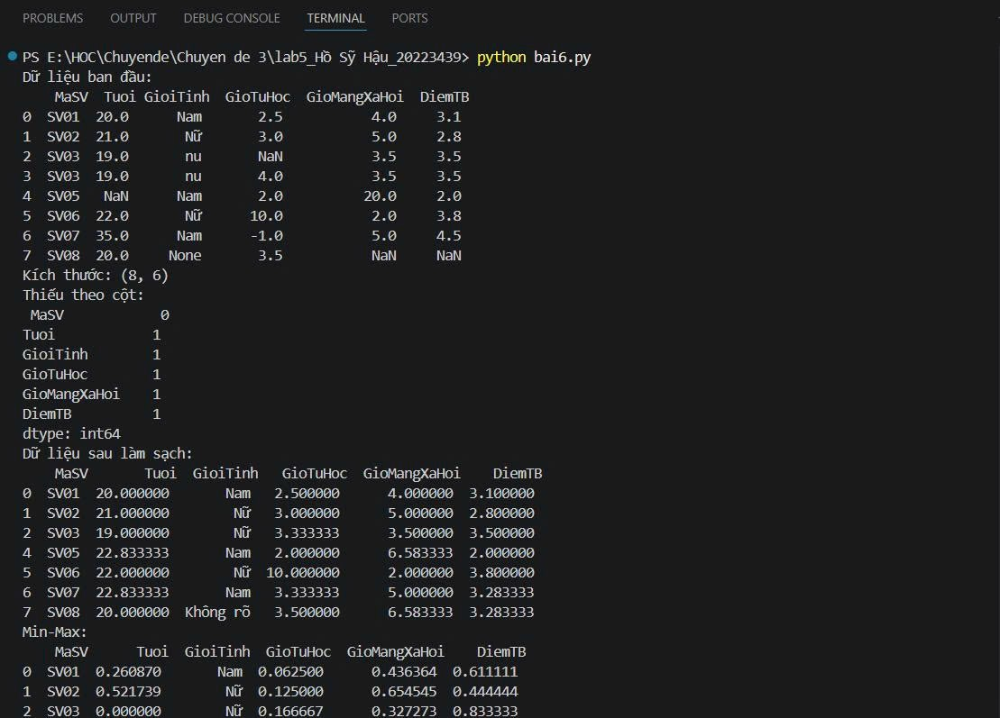 PROBLEMS OUTPUT DEBUG CONSOLE TERMINAL PORTS
PS E:\HOC\Chuyende\Chuyen de 3\lab5_Hồ Sỹ Hậu_20223439> python bai6.py
Dữ liệu ban đầu:
MaSV Tuoi GioiTinh GioTuHoc GioMangXaHoi DiemTB
0 SV01 20.0 Nam 2.5 4.0 3.1
1 SV02 21.0 Nữ 3.0 5.0 2.8
2 SV03 19.0 nu NaN 3.5 3.5
3 SV03 19.0 nu 4.0 3.5 3.5
4 SV05 NaN Nam 2.0 20.0 2.0
5 SV06 22.0 Nữ 10.0 2.0 3.8
6 SV07 35.0 Nam -1.0 5.0 4.5
7 SV08 20.0 None 3.5 NaN NaN
Kích thước: (8, 6)
Thiếu theo cột:
MaSV 0
Tuoi 1
GioiTinh 1
GioTuHoc 1
GioMangXaHoi 1
DiemTB 1
dtype: int64
Dữ liệu sau làm sạch:
MaSV Tuoi GioiTinh GioTuHoc GioMangXaHoi DiemTB
0 SV01 20.000000 Nam 2.500000 4.000000 3.100000
1 SV02 21.000000 Nữ 3.000000 5.000000 2.800000
2 SV03 19.000000 Nữ 3.333333 3.500000 3.500000
4 SV05 22.833333 Nam 2.000000 6.583333 2.000000
5 SV06 22.000000 Nữ 10.000000 2.000000 3.800000
6 SV07 22.833333 Nam 3.333333 5.000000 3.283333
7 SV08 20.000000 Không rõ 3.500000 6.583333 3.283333
Min-Max:
MaSV Tuoi GioiTinh GioTuHoc GioMangXaHoi DiemTB
0 SV01 0.260870 Nam 0.062500 0.436364 0.611111
1 SV02 0.521739 Nữ 0.125000 0.654545 0.444444
2 SV03 0.000000 Nữ 0.166667 0.327273 0.833333